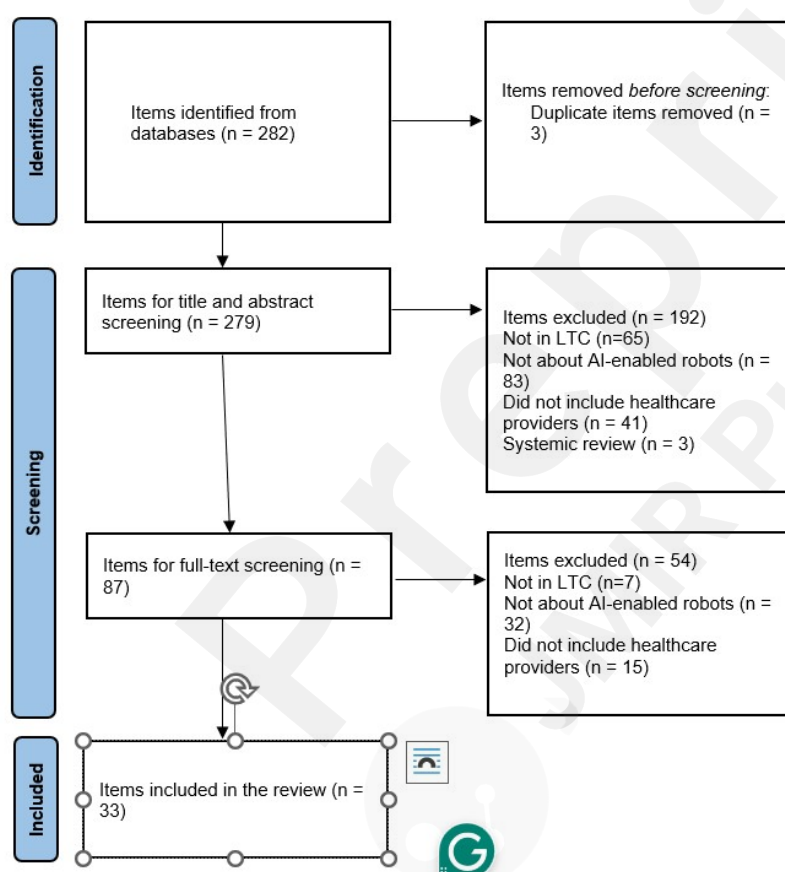 Identification
Items identified from
databases (n = 282)
Items removed before screening:
Duplicate items removed (n =
3)
Screening
Items for title and abstract
screening (n = 279)
Items excluded (n = 192)
Not in LTC (n=65)
Not about AI-enabled robots (n =
83)
Did not include healthcare
providers (n = 41)
Systemic review (n = 3)
Items for full-text screening (n =
87)
Items excluded (n = 54)
Not in LTC (n=7)
Not about AI-enabled robots (n =
32)
Did not include healthcare
providers (n = 15)
Included
Items included in the review (n =
33)
G
Prepri
JMIR P